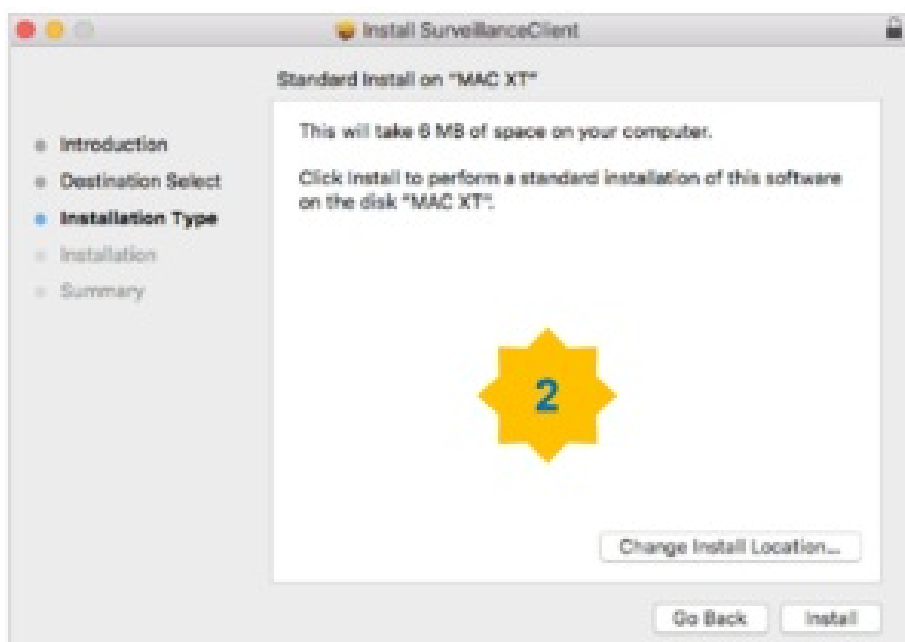 Install SurveillanceClient
Standard Install on "MAC XT"
Introduction
Destination Select
Installation Type
Installation
Summary
This will take 6 MB of space on your computer.
Click Install to perform a standard installation of this software
on the disk "MAC XT".
2
Change Install Location...
Go Back
Install